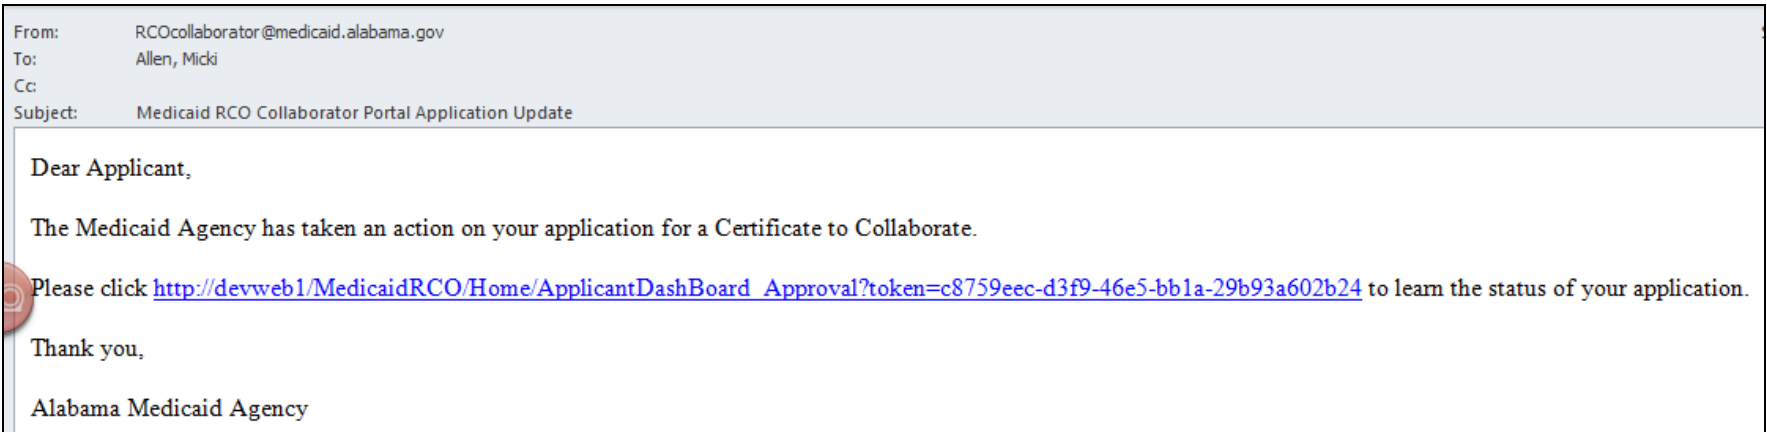 From: RCOcollaborator@medicaid.alabama.gov
To: Allen, Micki
Cc:
Subject: Medicaid RCO Collaborator Portal Application Update
Dear Applicant,
The Medicaid Agency has taken an action on your application for a Certificate to Collaborate.
Please click http://devweb1/MedicaidRCO/Home/ApplicantDashBoard_Approval?token=c8759eec-d3f9-46e5-bb1a-29b93a602b24 to learn the status of your application.
Thank you,
Alabama Medicaid Agency